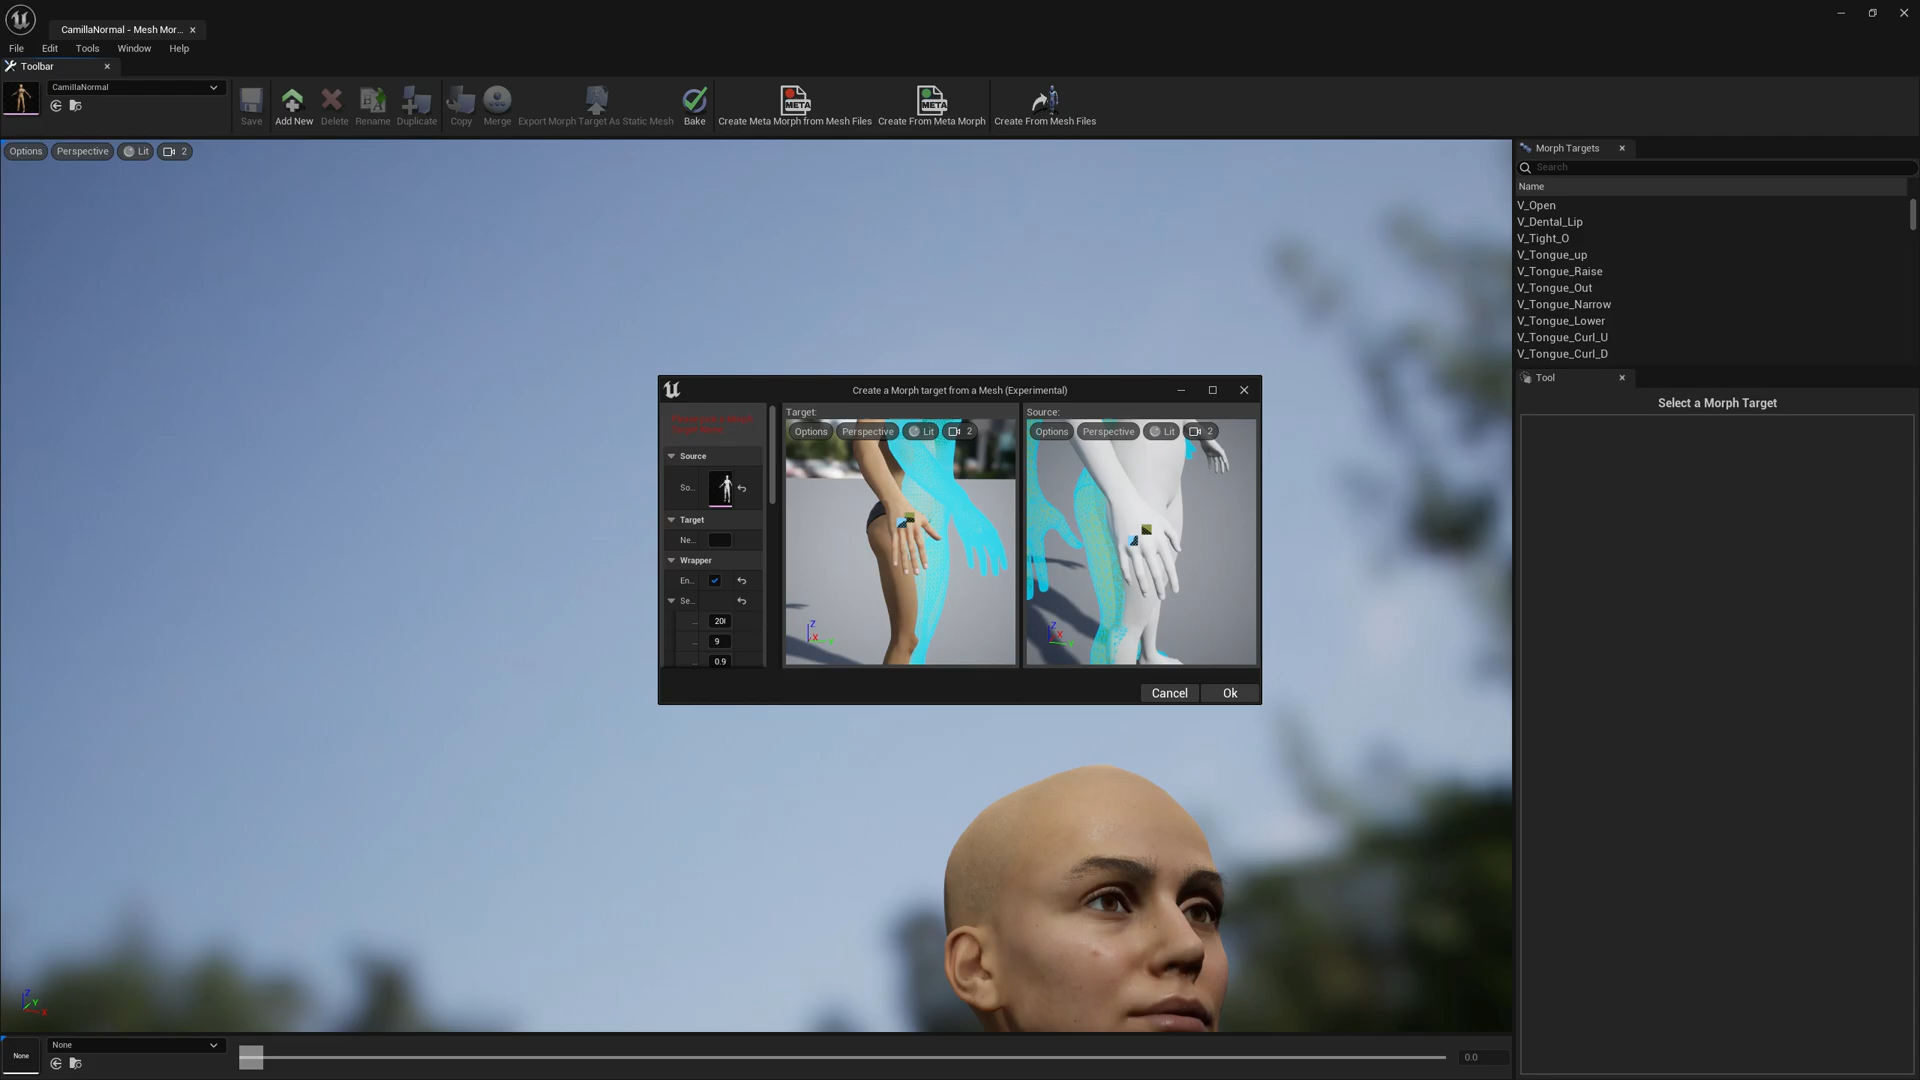 CamillaNormal - Mesh Mor...
File Edit Tools Window Help
Toolbar
CamillaNormal
Save
Add New
Delete
Rename
Duplicate
Copy
Merge
Export Morph Target As Static Mesh
Bake
META
Create Meta Morph from Mesh Files
META
Create From Meta Morph
Create From Mesh Files
Options
Perspective
Lit
2
Morph Targets
Search
Name
V_Open
V_Dental_Lip
V_Tight_O
V_Tongue_up
V_Tongue_Raise
V_Tongue_Out
V_Tongue_Narrow
V_Tongue_Lower
V_Tongue_Curl_U
V_Tongue_Curl_D
Tool
Select a Morph Target
Create a Morph target from a Mesh (Experimental)
Source
So...
Target
Ne...
Wrapper
En...
Se...
...
20
...
9
...
0.9
Target:
Options
Perspective
Lit
2
Z
X
Source:
Options
Perspective
Lit
2
Z
X
Cancel
Ok
Z
Y
X
None
None
0.0